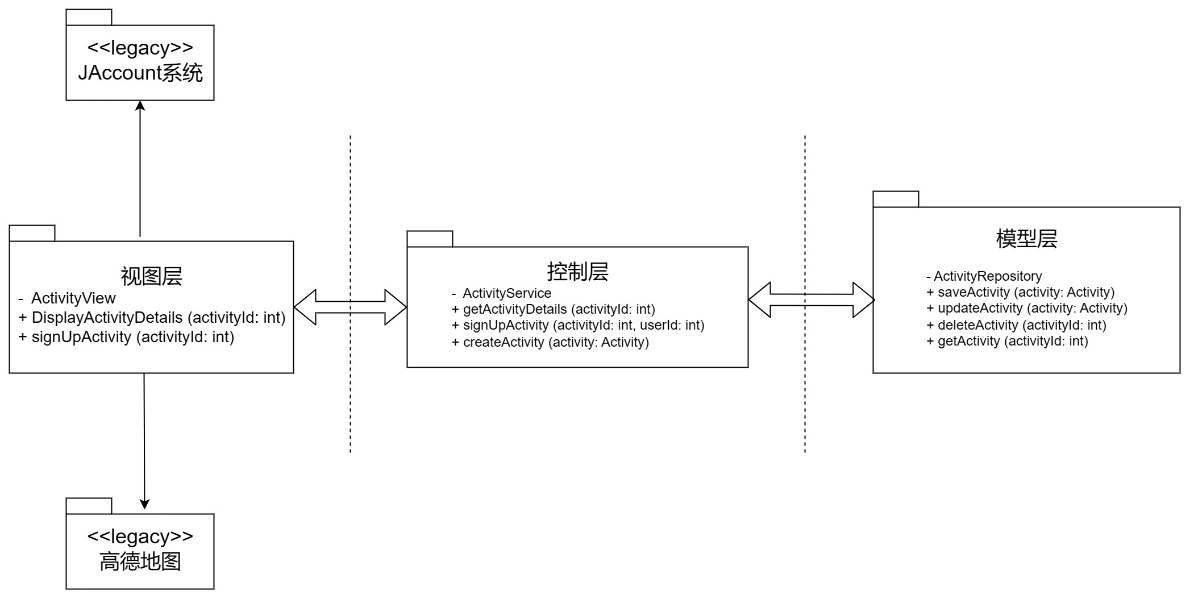 <<legacy>>
JAccount系统
视图层
- ActivityView
+ DisplayActivityDetails (activityId: int)
+ signUpActivity (activityId: int)
控制层
- ActivityService
+ getActivityDetails (activityId: int)
+ signUpActivity (activityId: int, userId: int)
+ createActivity (activity: Activity)
模型层
- ActivityRepository
+ saveActivity (activity: Activity)
+ updateActivity (activity: Activity)
+ deleteActivity (activityId: int)
+ getActivity (activityId: int)
<<legacy>>
高德地图